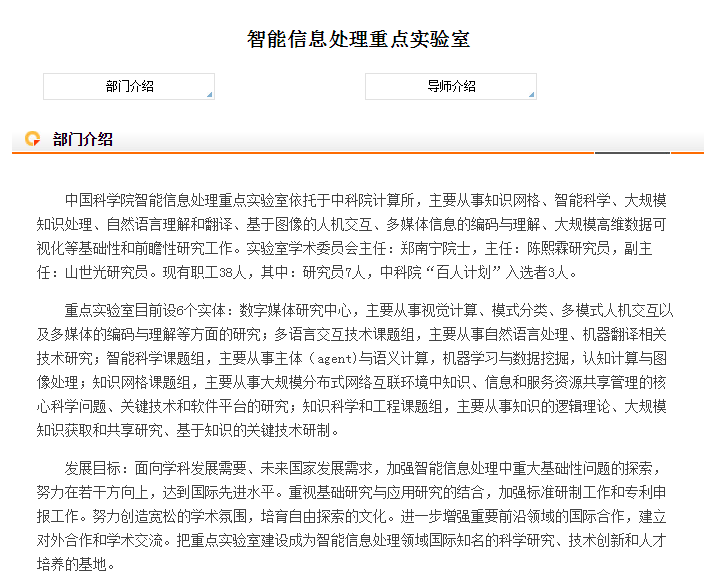 智能信息处理重点实验室
部门介绍
导师介绍
部门介绍
中国科学院智能信息处理重点实验室依托于中科院计算所，主要从事知识网格、智能科学、大规模
知识处理、自然语言理解和翻译、基于图像的人机交互、多媒体信息的编码与理解、大规模高维数据可
视化等基础性和前瞻性研究工作。实验室学术委员会主任：郑南宁院士，主任：陈熙霖研究员，副主
任：山世光研究员。现有职工38人，其中：研究员7人，中科院“百人计划”入选者3人。
重点实验室目前设6个实体：数字媒体研究中心，主要从事视觉计算、模式分类、多模式人机交互以
及多媒体的编码与理解等方面的研究；多语言交互技术课题组，主要从事自然语言处理、机器翻译相关
技术研究；智能科学课题组，主要从事主体（agent)与语义计算，机器学习与数据挖掘，认知计算与图
像处理；知识网格课题组，主要从事大规模分布式网络互联环境中知识、信息和服务资源共享管理的核
心科学问题、关键技术和软件平台的研究；知识科学和工程课题组，主要从事知识的逻辑理论、大规模
知识获取和共享研究、基于知识的关键技术研制。
发展目标：面向学科发展需要、未来国家发展需求，加强智能信息处理中重大基础性问题的探索，
努力在若干方向上，达到国际先进水平。重视基础研究与应用研究的结合，加强标准研制工作和专利申
报工作。努力创造宽松的学术氛围，培育自由探索的文化。进一步增强重要前沿领域的国际合作，建立
对外合作和学术交流。把重点实验室建设成为智能信息处理领域国际知名的科学研究、技术创新和人才
培养的基地。